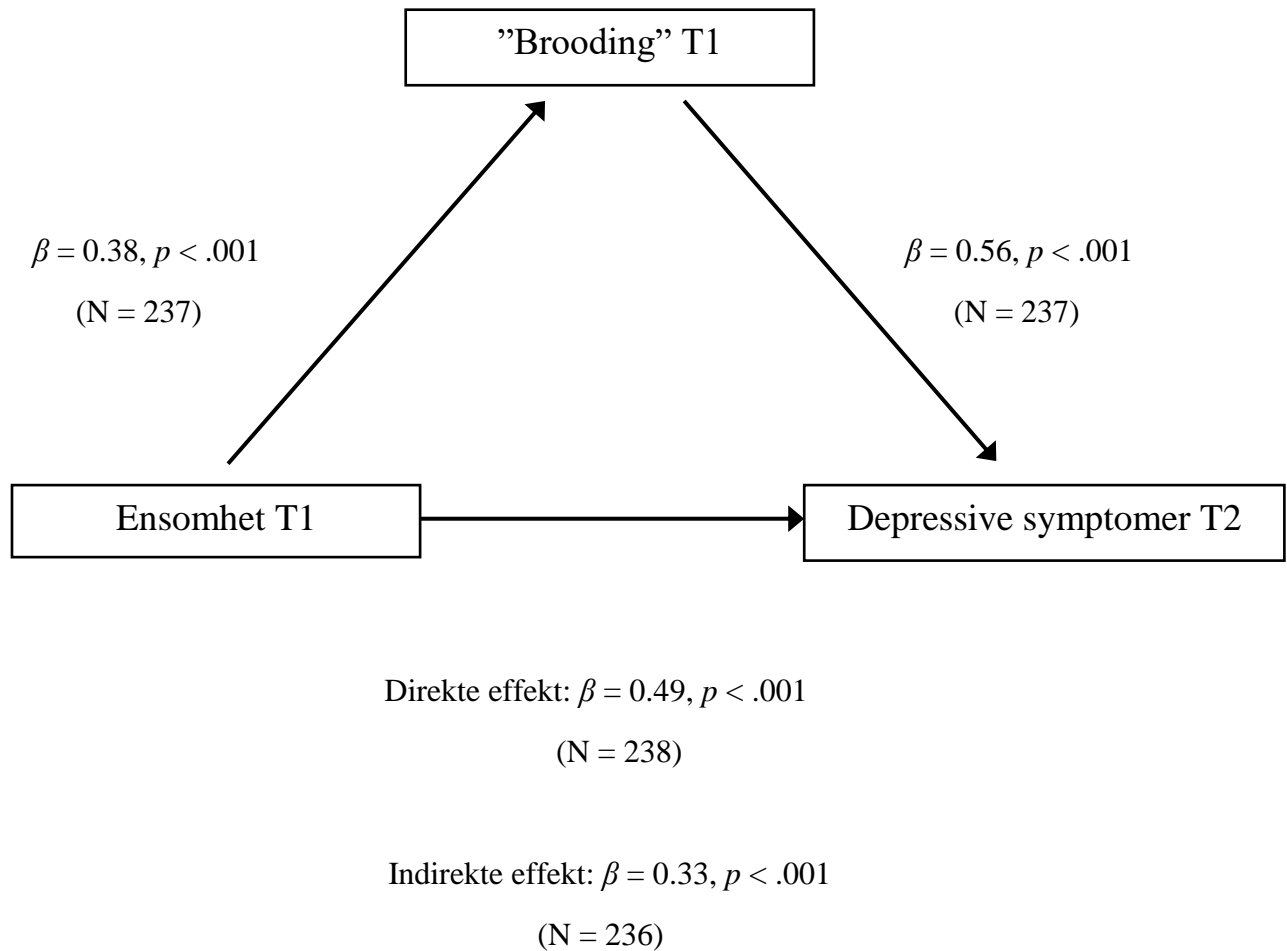 ”Brooding” T1
β = 0.38, p < .001
(N = 237)
β = 0.56, p < .001
(N = 237)
Ensomhet T1
Depressive symptomer T2
Direkte effekt: β = 0.49, p < .001
(N = 238)
Indirekte effekt: β = 0.33, p < .001
(N = 236)